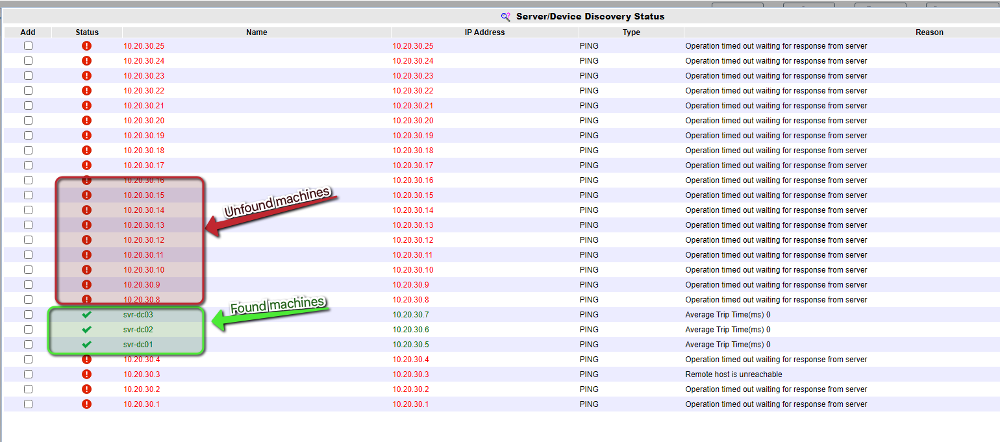 Server/Device Discovery Status
Add Status Name IP Address Type Reason
10.20.30.25 10.20.30.25 PING Operation timed out waiting for response from server
10.20.30.24 10.20.30.24 PING Operation timed out waiting for response from server
10.20.30.23 10.20.30.23 PING Operation timed out waiting for response from server
10.20.30.22 10.20.30.22 PING Operation timed out waiting for response from server
10.20.30.21 10.20.30.21 PING Operation timed out waiting for response from server
10.20.30.20 10.20.30.20 PING Operation timed out waiting for response from server
10.20.30.19 10.20.30.19 PING Operation timed out waiting for response from server
10.20.30.18 10.20.30.18 PING Operation timed out waiting for response from server
10.20.30.17 10.20.30.17 PING Operation timed out waiting for response from server
10.20.30.16 10.20.30.16 PING Operation timed out waiting for response from server
10.20.30.15 10.20.30.15 PING Operation timed out waiting for response from server
Unfound machines
10.20.30.14 10.20.30.14 PING Operation timed out waiting for response from server
10.20.30.13 10.20.30.13 PING Operation timed out waiting for response from server
10.20.30.12 10.20.30.12 PING Operation timed out waiting for response from server
10.20.30.11 10.20.30.11 PING Operation timed out waiting for response from server
10.20.30.10 10.20.30.10 PING Operation timed out waiting for response from server
10.20.30.9 10.20.30.9 PING Operation timed out waiting for response from server
10.20.30.8 10.20.30.8 PING Operation timed out waiting for response from server
Found machines
svr-dc03 10.20.30.7 PING Average Trip Time(ms) 0
svr-dc02 10.20.30.6 PING Average Trip Time(ms) 0
svr-dc01 10.20.30.5 PING Average Trip Time(ms) 0
10.20.30.4 10.20.30.4 PING Operation timed out waiting for response from server
10.20.30.3 10.20.30.3 PING Remote host is unreachable
10.20.30.2 10.20.30.2 PING Operation timed out waiting for response from server
10.20.30.1 10.20.30.1 PING Operation timed out waiting for response from server